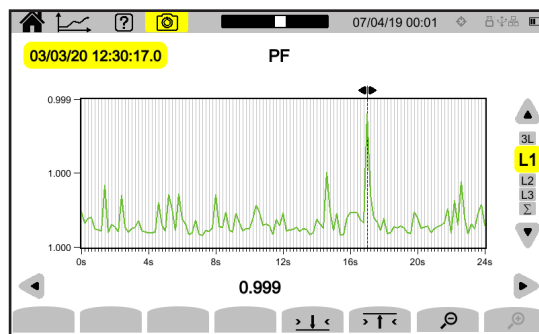 ?
07/04/19 00:01
03/03/20 12:30:17.0
PF
0.999
1.000
1.000
0s 4s 8s 12s 16s 20s 24s
3L
L1
L2
L3
Σ
0.999